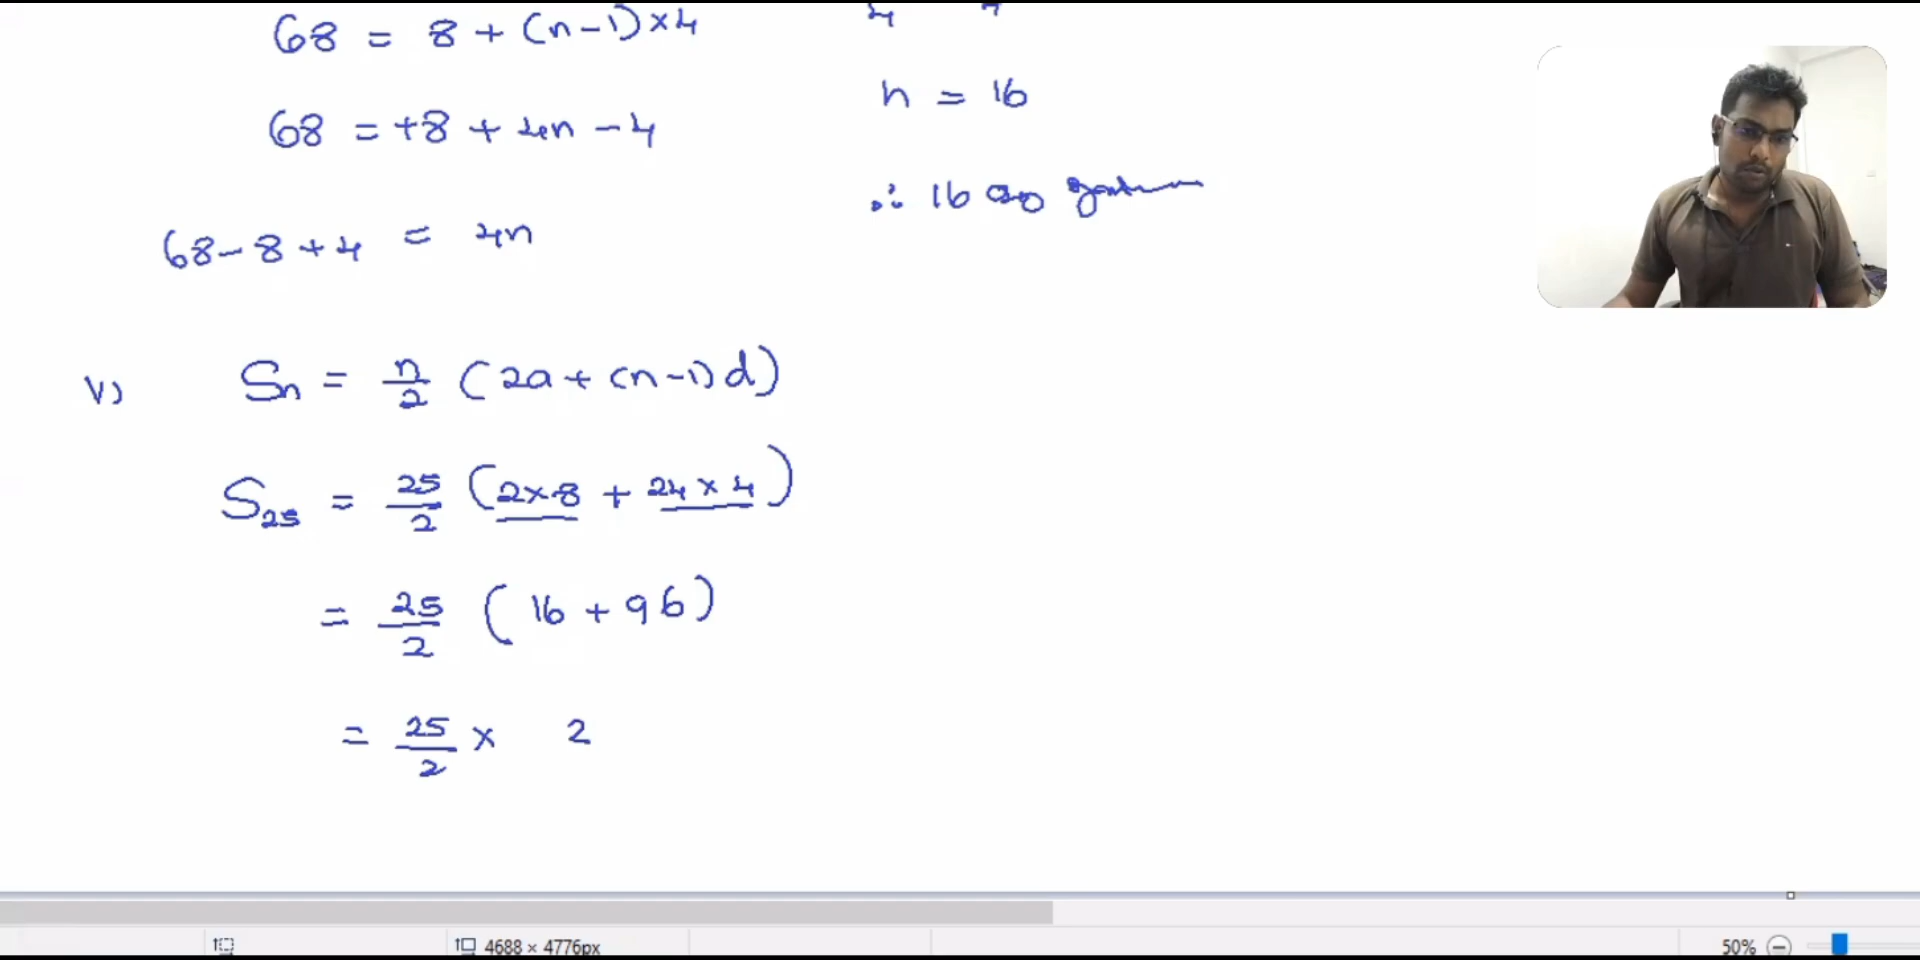 68 = 8 + (n-1)×4
68 = +8 + 4n - 4
68-8+4 = 4n
n = 16
∴ 16
v) Sn = n/2 (2a + (n-1)d)
S25 = 25/2 (2×8 + 24×4)
= 25/2 (16 + 96)
= 25/2 × 2
4688 × 4776px
50%